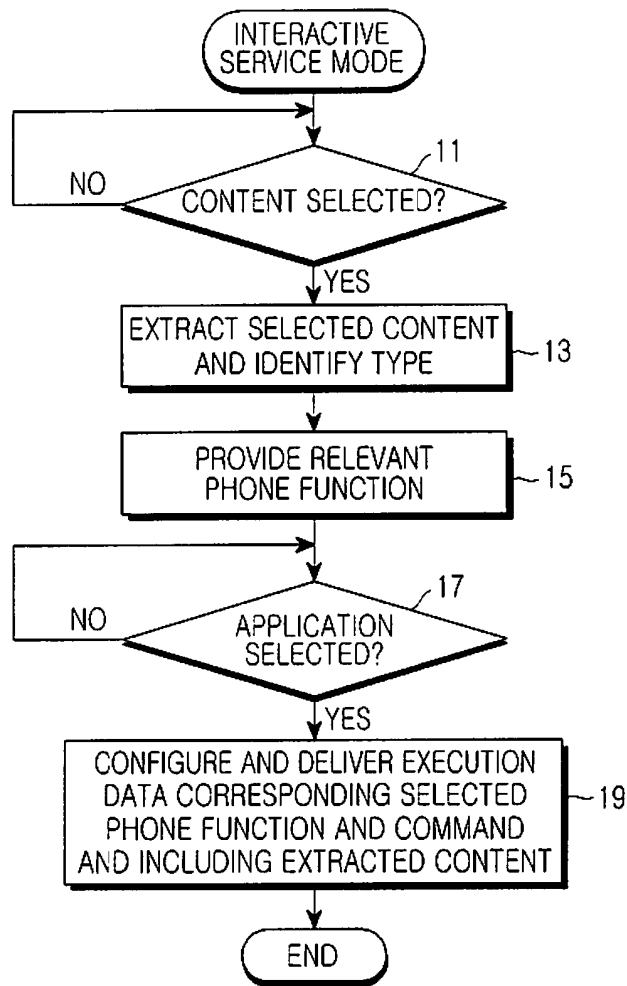 INTERACTIVE
SERVICE MODE
11
NO
CONTENT SELECTED?
YES
EXTRACT SELECTED CONTENT
AND IDENTIFY TYPE
13
PROVIDE RELEVANT
PHONE FUNCTION
15
17
NO
APPLICATION
SELECTED?
YES
CONFIGURE AND DELIVER EXECUTION
DATA CORRESPONDING SELECTED
PHONE FUNCTION AND COMMAND
AND INCLUDING EXTRACTED CONTENT
19
END